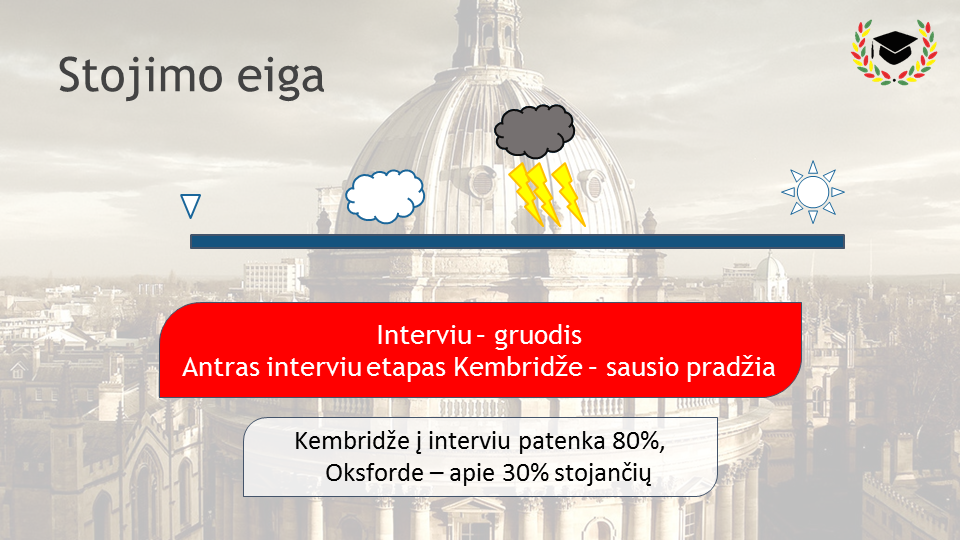 Stojimo eiga
Interviu – gruodis
Antras interviu etapas Kembridže – sausio pradžia
Kembridže į interviu patenka 80%,
Oksforde – apie 30% stojančių